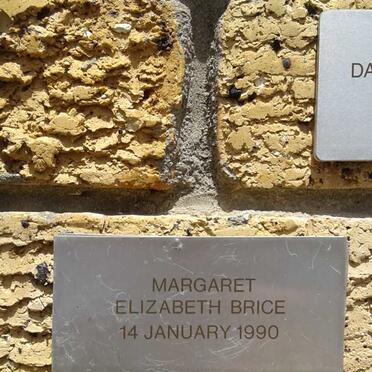 DA
MARGARET
ELIZABETH BRICE
14 JANUARY 1990